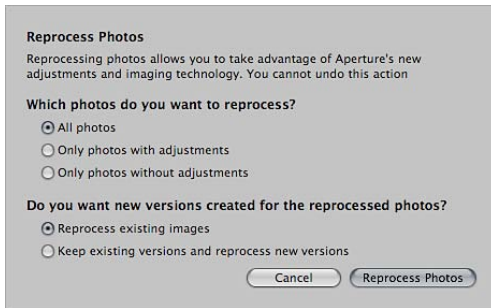 Reprocess Photos
Reprocessing photos allows you to take advantage of Aperture's new
adjustments and imaging technology. You cannot undo this action
Which photos do you want to reprocess?
All photos
Only photos with adjustments
Only photos without adjustments
Do you want new versions created for the reprocessed photos?
Reprocess existing images
Keep existing versions and reprocess new versions
Cancel Reprocess Photos